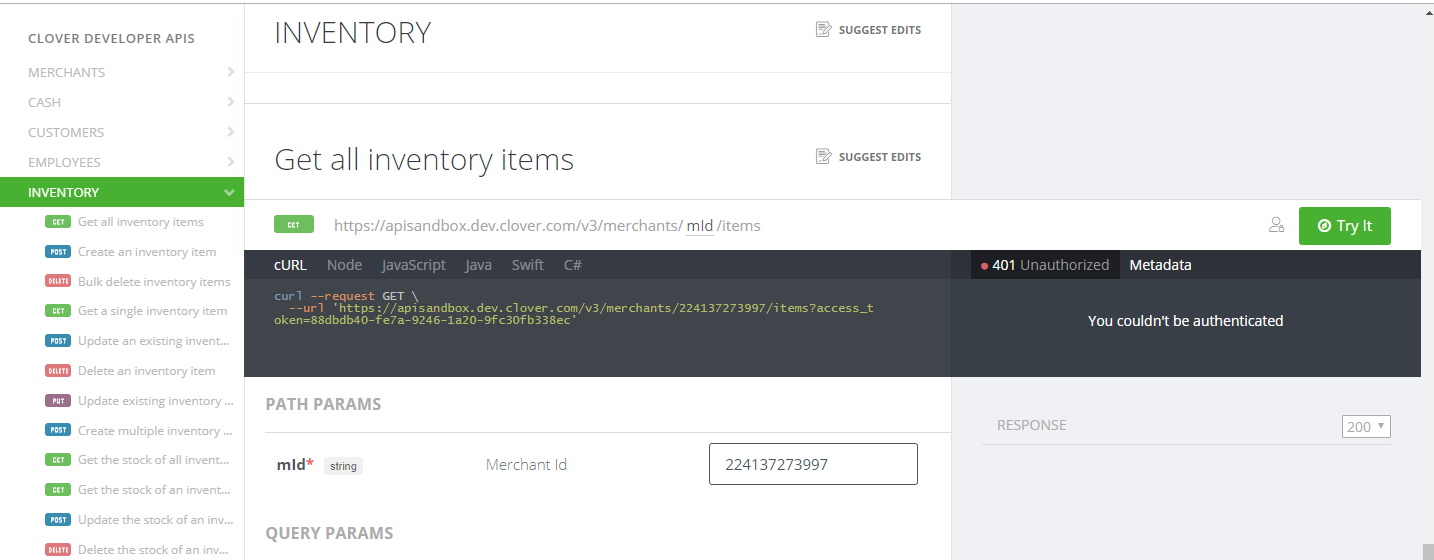 CLOVER DEVELOPER APIS
MERCHANTS
CASH
CUSTOMERS
EMPLOYEES
INVENTORY
GET Get all inventory items
POST Create an inventory item
DELETE Bulk delete inventory items
GET Get a single inventory item
POST Update an existing invent...
DELETE Delete an inventory item
PUT Update existing inventory ...
POST Create multiple inventory ...
GET Get the stock of all invent...
GET Get the stock of an invent...
POST Update the stock of an inv...
DELETE Delete the stock of an inv...
INVENTORY
SUGGEST EDITS
Get all inventory items
SUGGEST EDITS
GET https://apisandbox.dev.clover.com/v3/merchants/ mId /items
Try It
cURL Node JavaScript Java Swift C#
curl --request GET \
--url 'https://apisandbox.dev.clover.com/v3/merchants/224137273997/items?access_t
oken=88dbdb40-fe7a-9246-1a20-9fc30fb338ec'
401 Unauthorized Metadata
You couldn't be authenticated
PATH PARAMS
mId* string Merchant Id 224137273997
QUERY PARAMS
RESPONSE 200